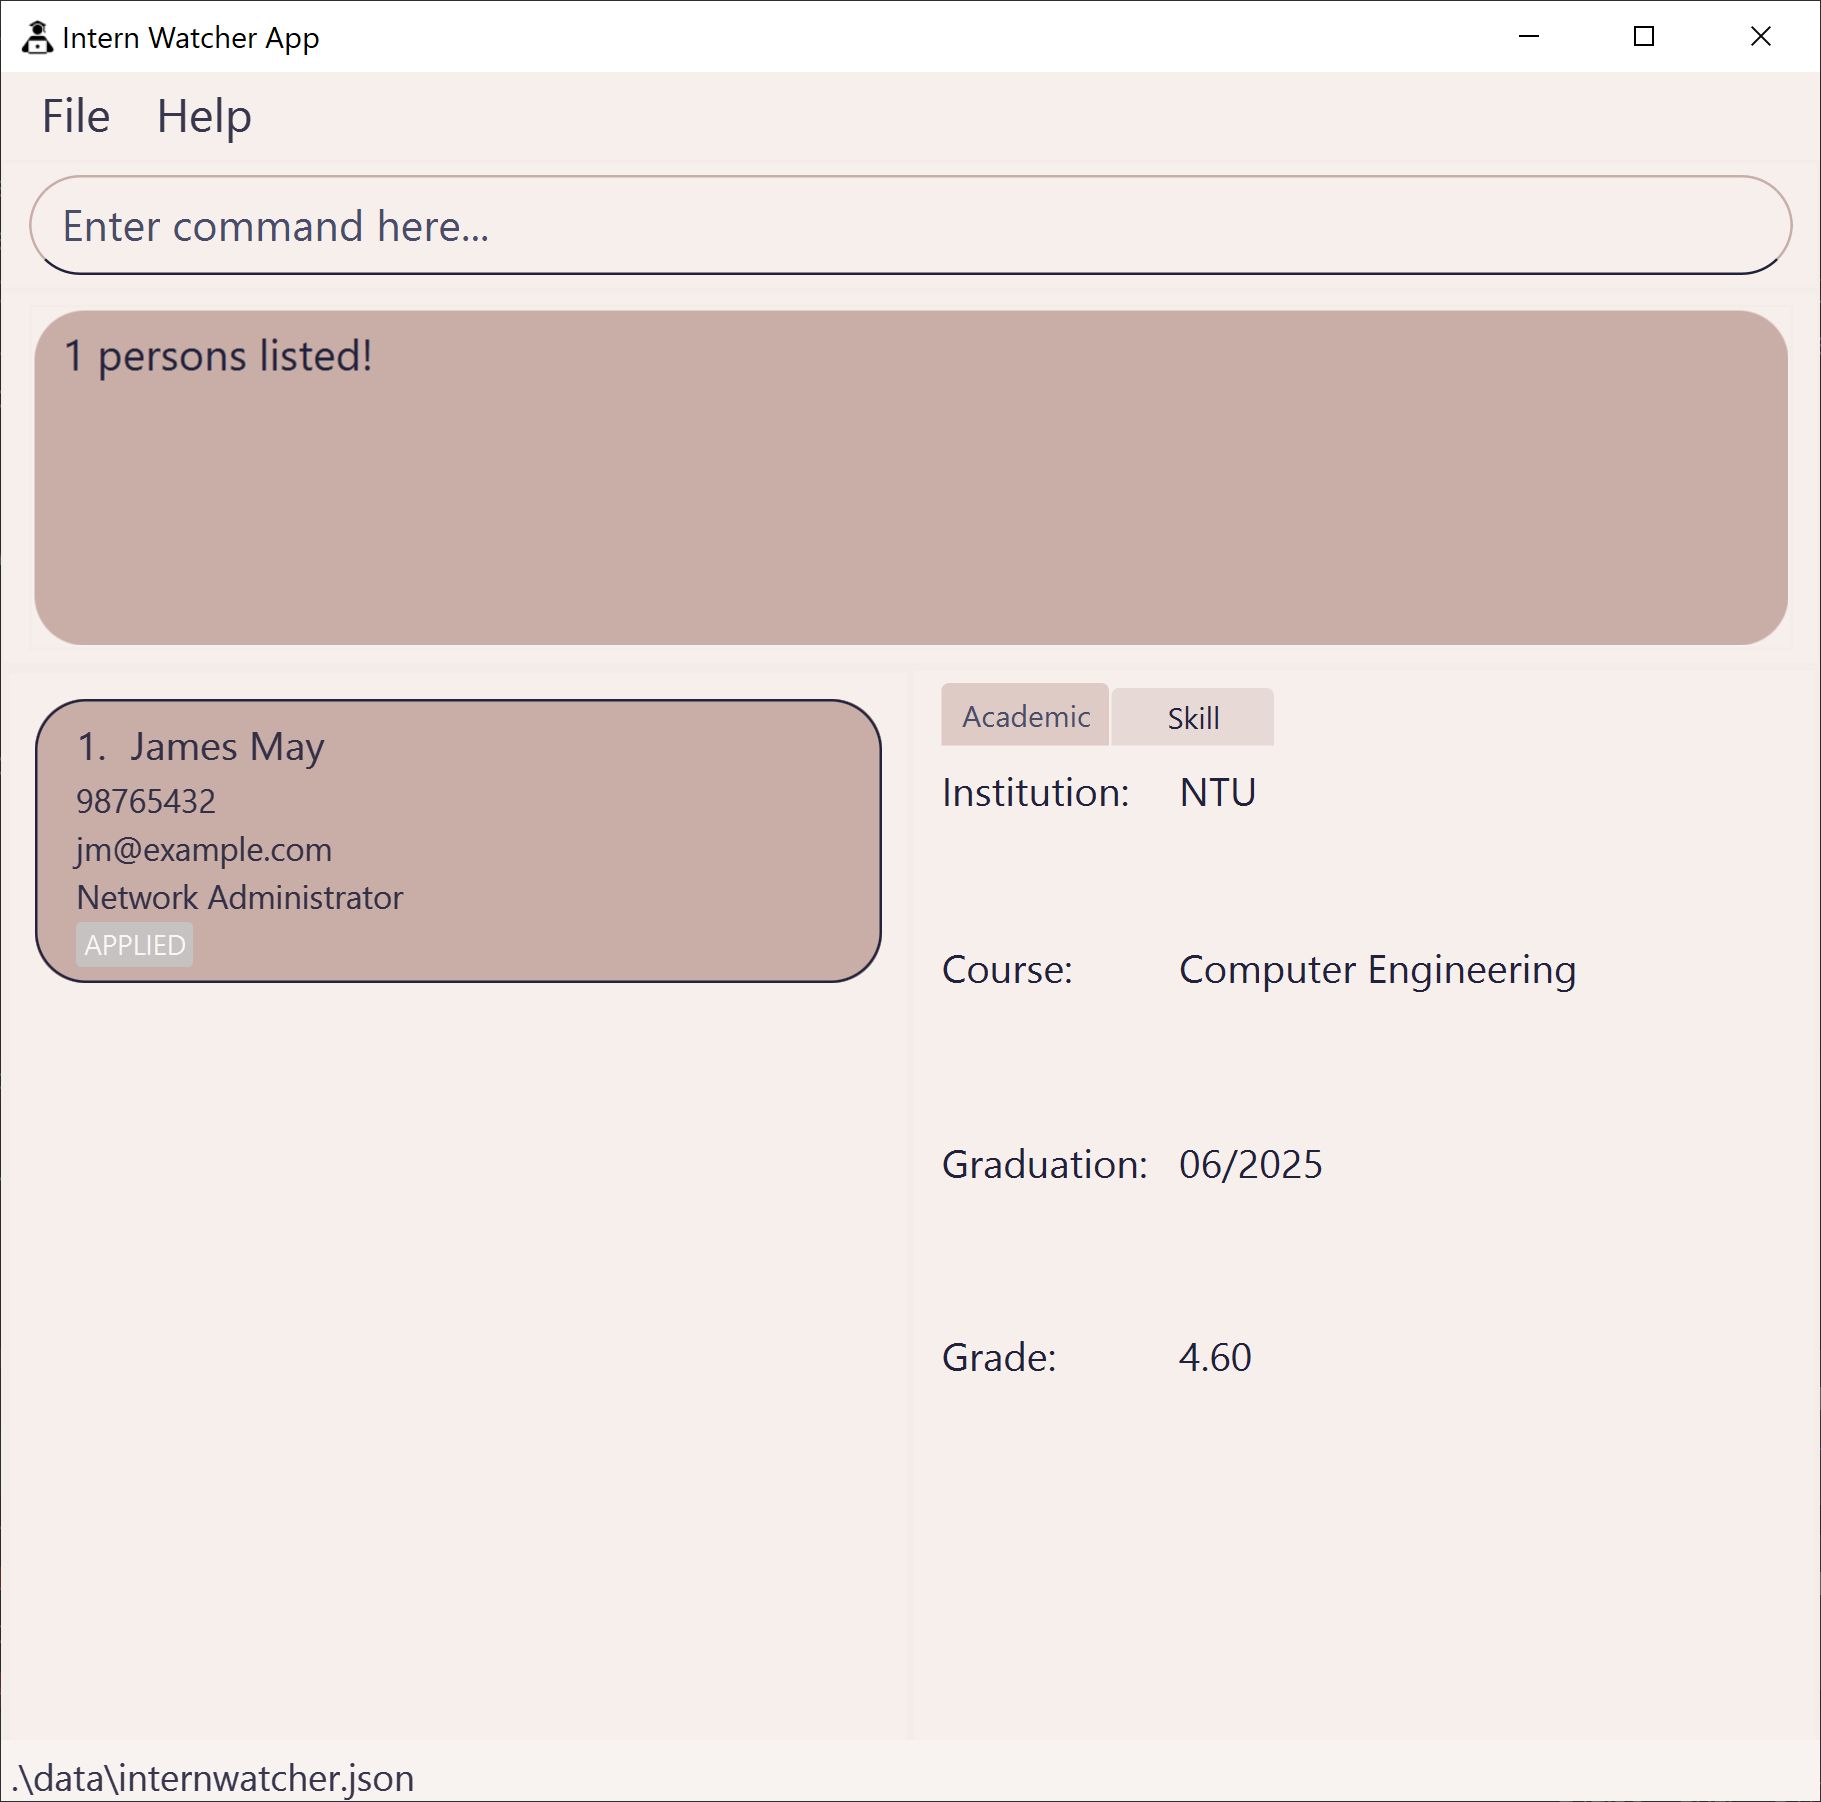 Intern Watcher App
File Help
Enter command here...
1 persons listed!
1. James May
98765432
jm@example.com
Network Administrator
APPLIED
Academic Skill
Institution: NTU
Course: Computer Engineering
Graduation: 06/2025
Grade: 4.60
.\data\internwatcher.json